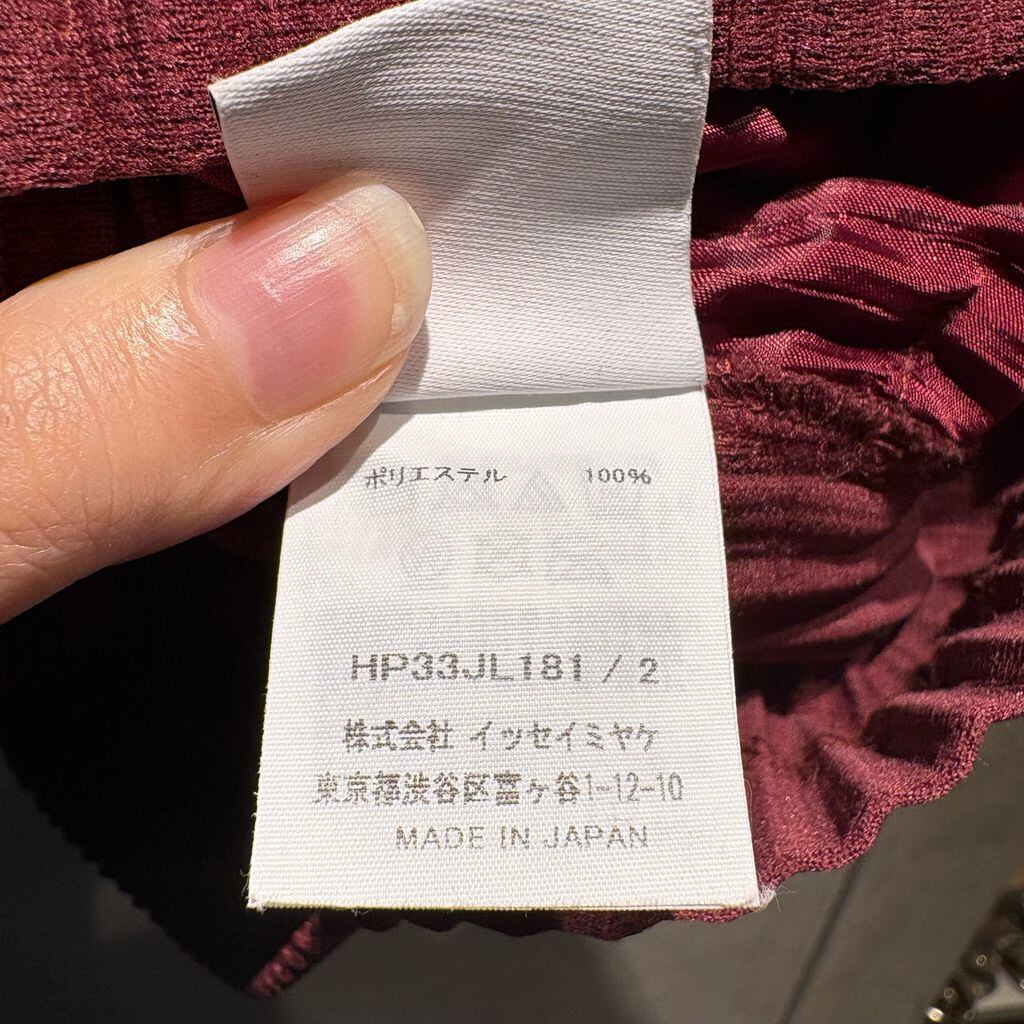 ポリエステル 100%
HP33JL181 / 2
株式会社 イッセイミヤケ
東京都渋谷区富ヶ谷1-12-10
MADE IN JAPAN